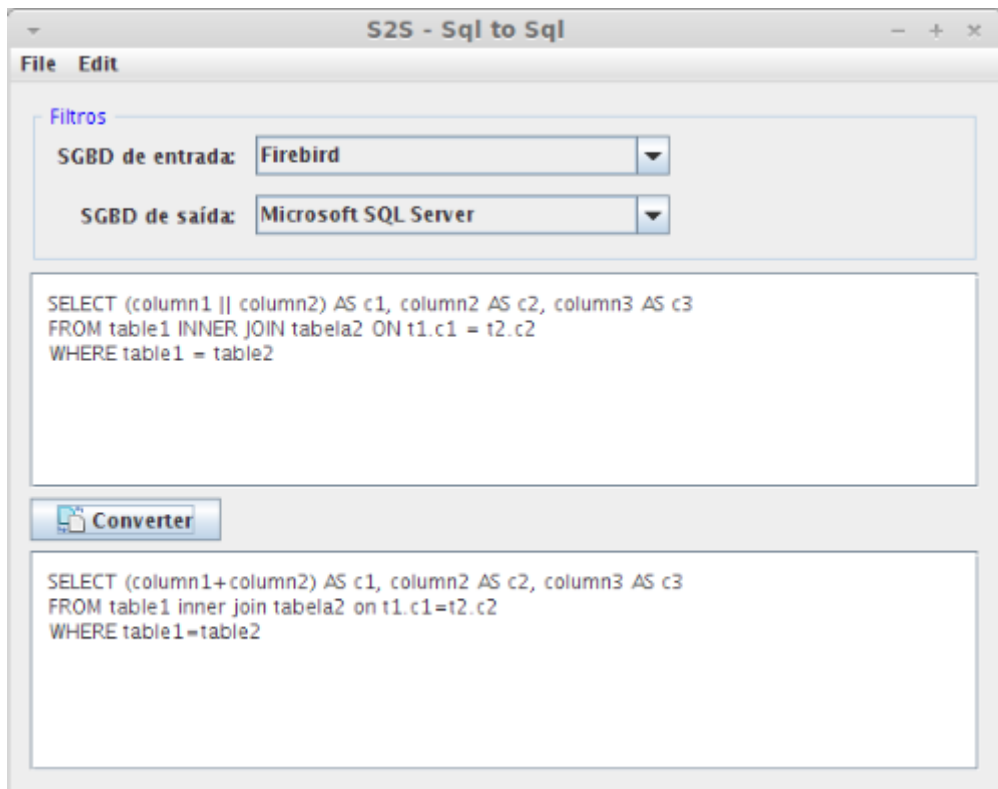 S2S - Sql to Sql
File Edit
Filtros
SGBD de entrada: Firebird
SGBD de saída: Microsoft SQL Server
SELECT (column1 || column2) AS c1, column2 AS c2, column3 AS c3
FROM table1 INNER JOIN tabela2 ON t1.c1 = t2.c2
WHERE table1 = table2
Converter
SELECT (column1+column2) AS c1, column2 AS c2, column3 AS c3
FROM table1 inner join tabela2 on t1.c1=t2.c2
WHERE table1=table2